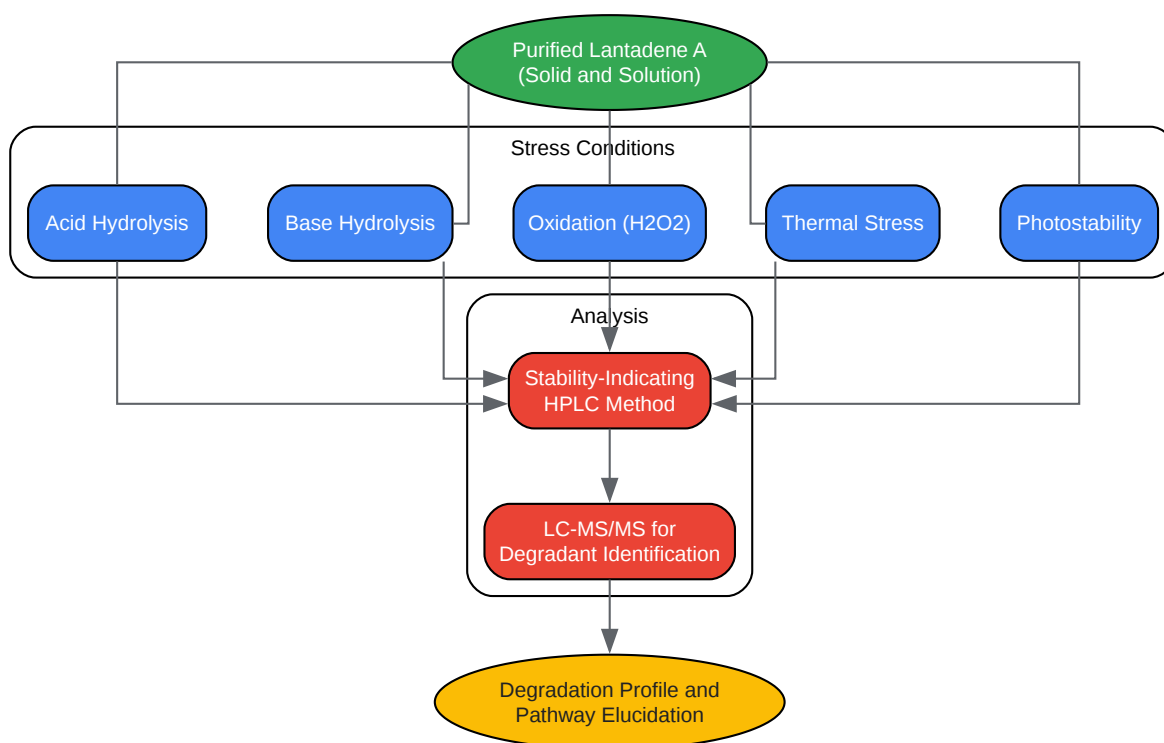 Purified Lantadene A
(Solid and Solution)
Stress Conditions
Acid Hydrolysis
Base Hydrolysis
Oxidation (H2O2)
Thermal Stress
Photostability
Analysis
Stability-Indicating
HPLC Method
LC-MS/MS for
Degradant Identification
Degradation Profile and
Pathway Elucidation